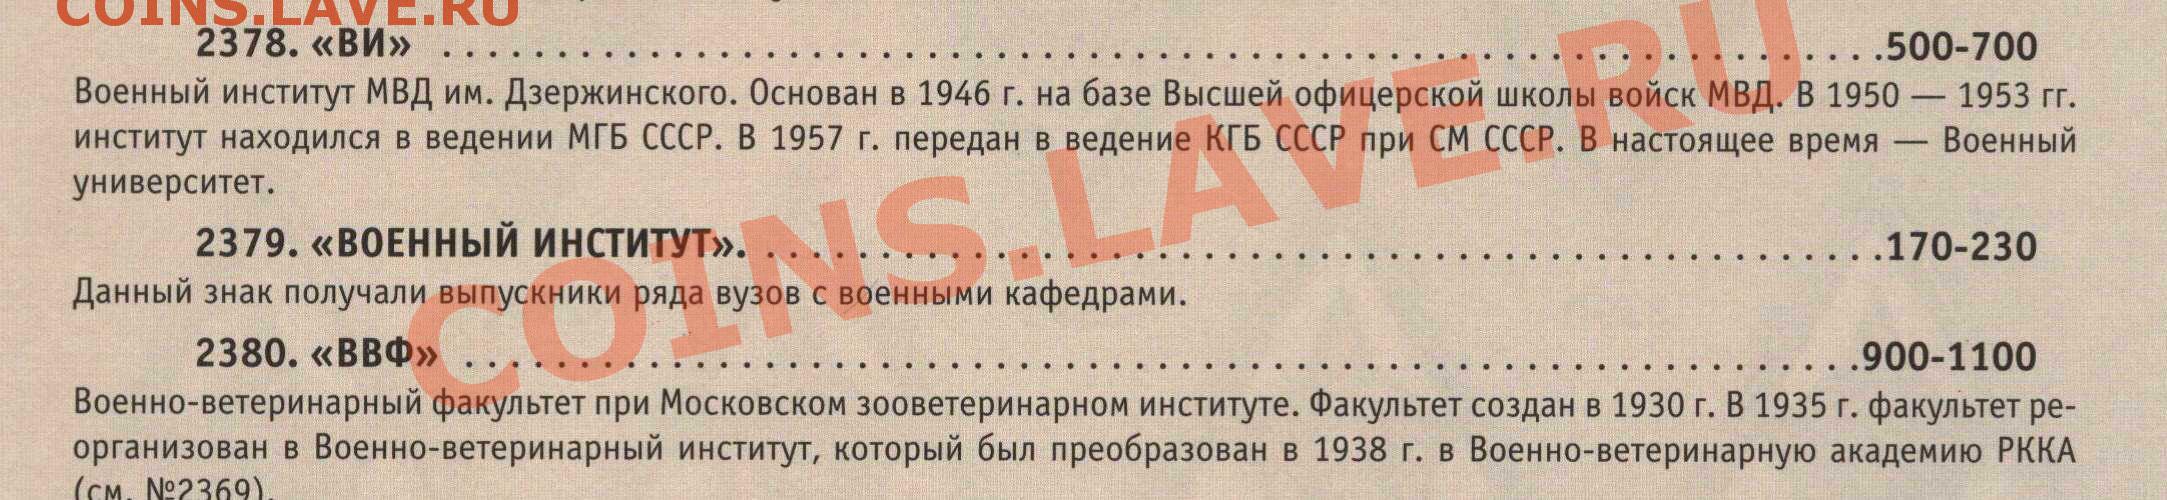 COINS.LAVE.RU
2378. «ВИ» . . . . . . . . . . . . . . . . . . . . . . . . . . . . . . . . . . . . . . . . . . . . . . . . . . . . . . . . . . . . . . .500-700
Военный институт МВД им. Дзержинского. Основан в 1946 г. на базе Высшей офицерской школы войск МВД. В 1950 — 1953 гг.
институт находился в ведении МГБ СССР. В 1957 г. передан в ведение КГБ СССР при СМ СССР. В настоящее время — Военный
университет.
2379. «ВОЕННЫЙ ИНСТИТУТ». . . . . . . . . . . . . . . . . . . . . . . . . . . . . . . . . . . . . . . . . . . . . . . . . .170-230
Данный знак получали выпускники ряда вузов с военными кафедрами.
2380. «ВВФ» . . . . . . . . . . . . . . . . . . . . . . . . . . . . . . . . . . . . . . . . . . . . . . . . . . . . . . . . . . . . .900-1100
Военно-ветеринарный факультет при Московском зооветеринарном институте. Факультет создан в 1930 г. В 1935 г. факультет ре-
организован в Военно-ветеринарный институт, который был преобразован в 1938 г. в Военно-ветеринарную академию РККА
(см. №2369).
COINS.LAVE.RU